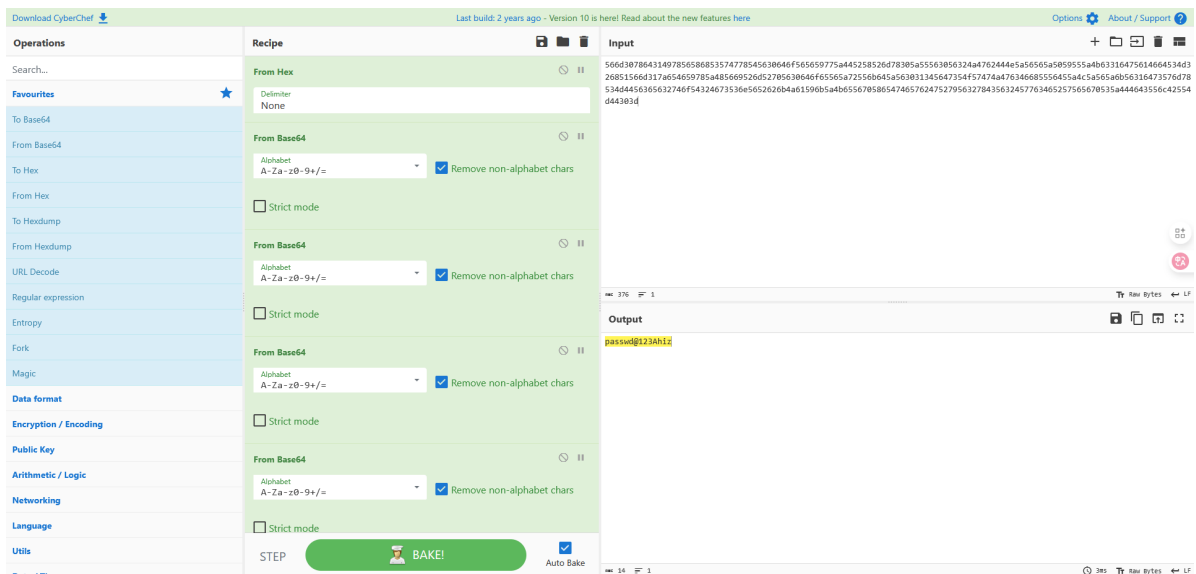 Download CyberChef
Last build: 2 years ago - Version 10 is here! Read about the new features here
Options
About / Support
Operations
Search...
Favourites
To Base64
From Base64
To Hex
From Hex
To Hexdump
From Hexdump
URL Decode
Regular expression
Entropy
Fork
Magic
Data format
Encryption / Encoding
Public Key
Arithmetic / Logic
Networking
Language
Utils
Recipe
From Hex
Delimiter
None
From Base64
Alphabet
A-Za-z0-9+/=
Remove non-alphabet chars
Strict mode
From Base64
Alphabet
A-Za-z0-9+/=
Remove non-alphabet chars
Strict mode
From Base64
Alphabet
A-Za-z0-9+/=
Remove non-alphabet chars
Strict mode
From Base64
Alphabet
A-Za-z0-9+/=
Remove non-alphabet chars
Strict mode
STEP
BAKE!
Auto Bake
Input
d44303d
376
1
Raw Bytes
LF
Output
passwd@123Ahiz
14
1
3ms
Raw Bytes
LF